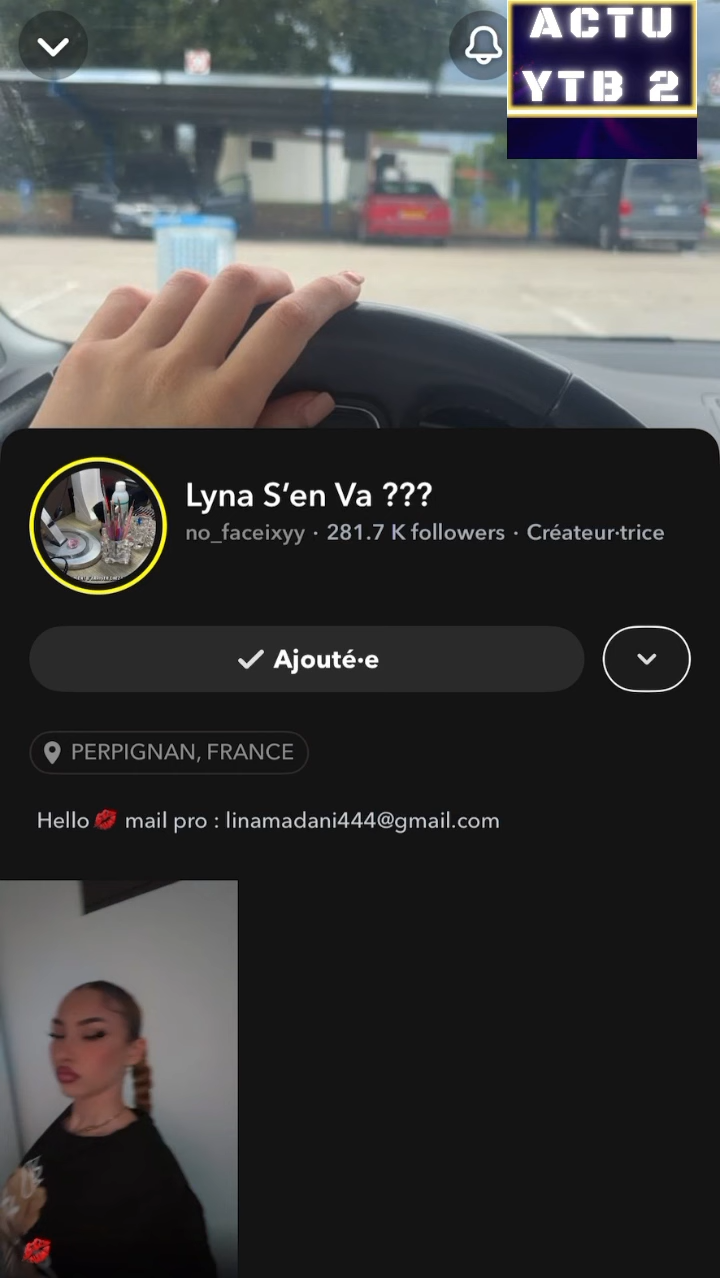 ACTU
YTB 2
Lyna S’en Va ???
no_faceixyy · 281.7 K followers · Créateur·trice
Ajouté·e
PERPIGNAN, FRANCE
Hello💋 mail pro : linamadani444@gmail.com